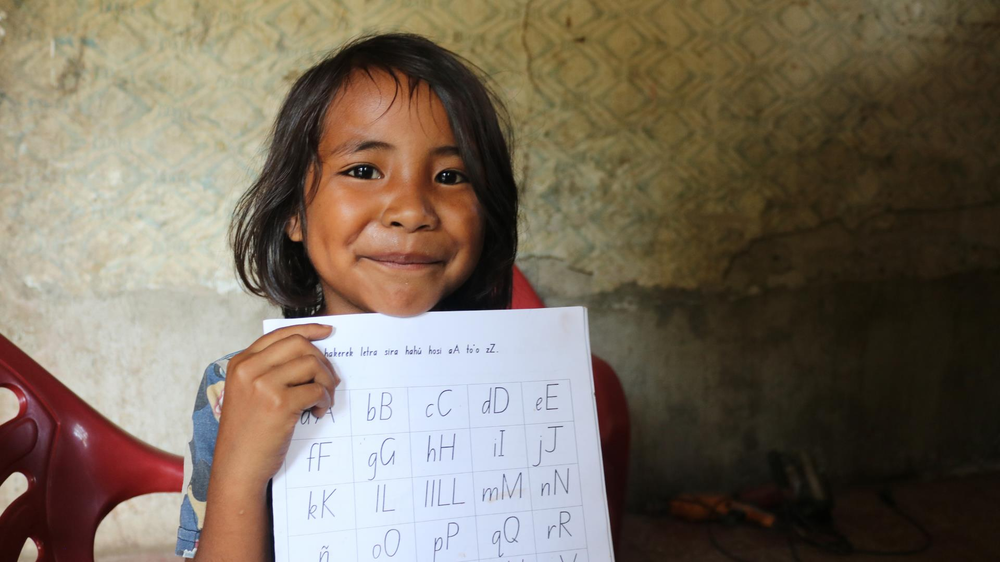 hakerek letra sira hahú hosi aA to'o zZ.
aA bB cC dD eE
fF gG hH iI jJ
kK lL llLL mM nN
ñ oO pP qQ rR